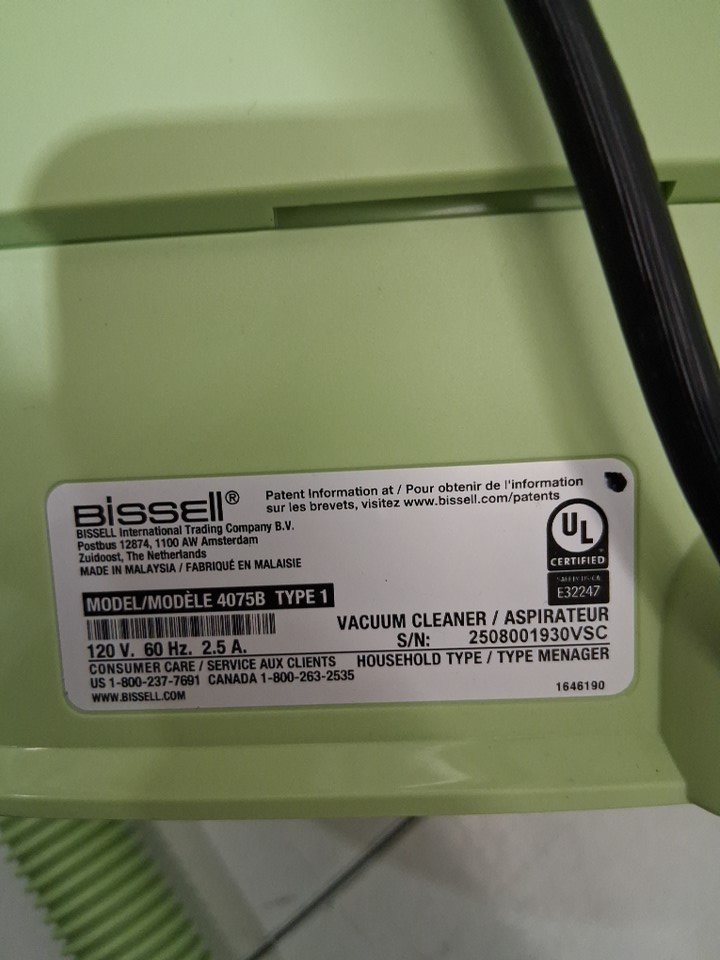 BISSELL®
Patent Information at / Pour obtenir de l'information
sur les brevets, visitez www.bissell.com/patents
BISSELL International Trading Company B.V.
Postbus 12874, 1100 AW Amsterdam
Zuidoost, The Netherlands
MADE IN MALAYSIA / FABRIQUÉ EN MALAISIE
UL
CERTIFIED
SAFETY US-CA
E32247
MODEL/MODÈLE 4075B TYPE 1
VACUUM CLEANER / ASPIRATEUR
120 V. 60 Hz. 2.5 A.
S/N: 2508001930VSC
CONSUMER CARE / SERVICE AUX CLIENTS
HOUSEHOLD TYPE / TYPE MENAGER
US 1-800-237-7691 CANADA 1-800-263-2535
WWW.BISSELL.COM
1646190